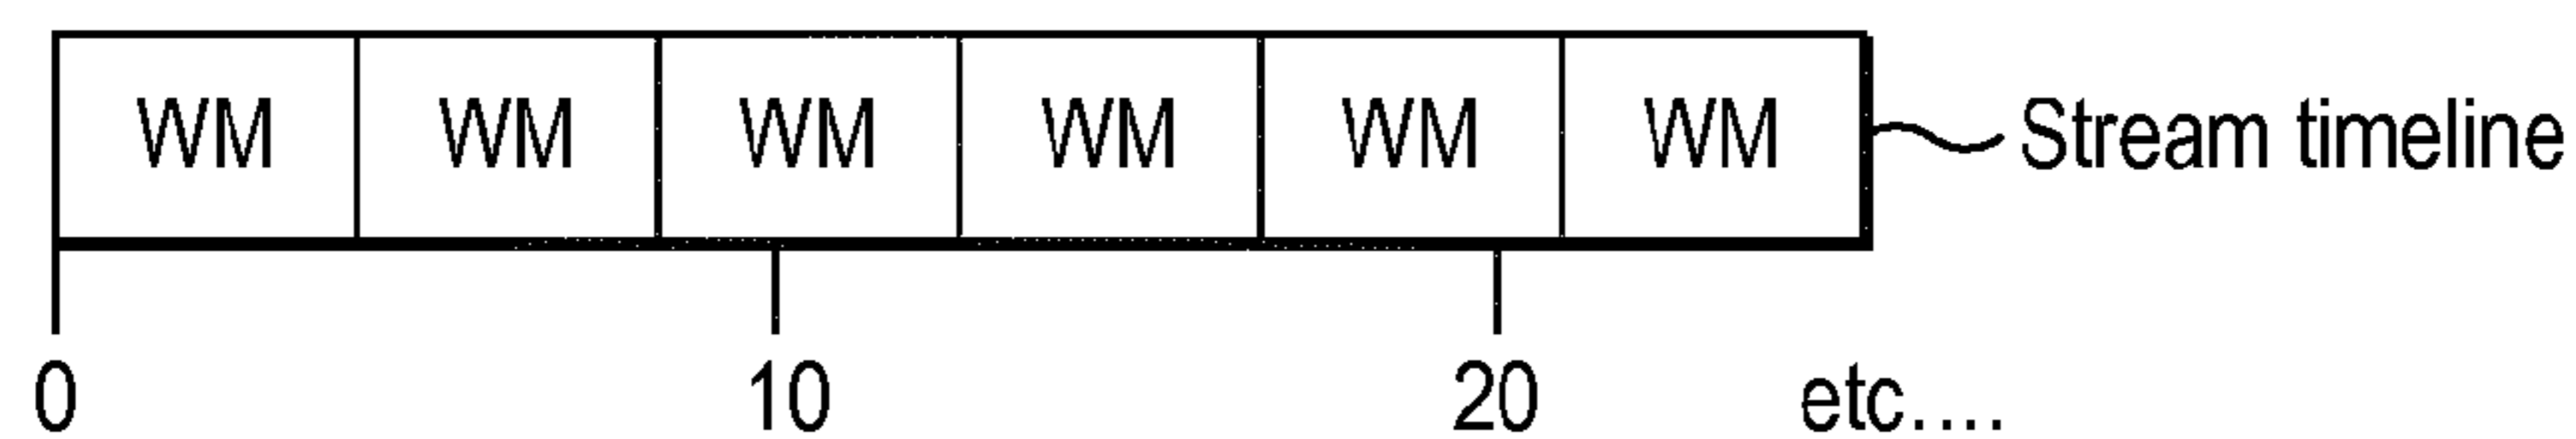 WM WM WM WM WM WM Stream timeline
0 10 20 etc....